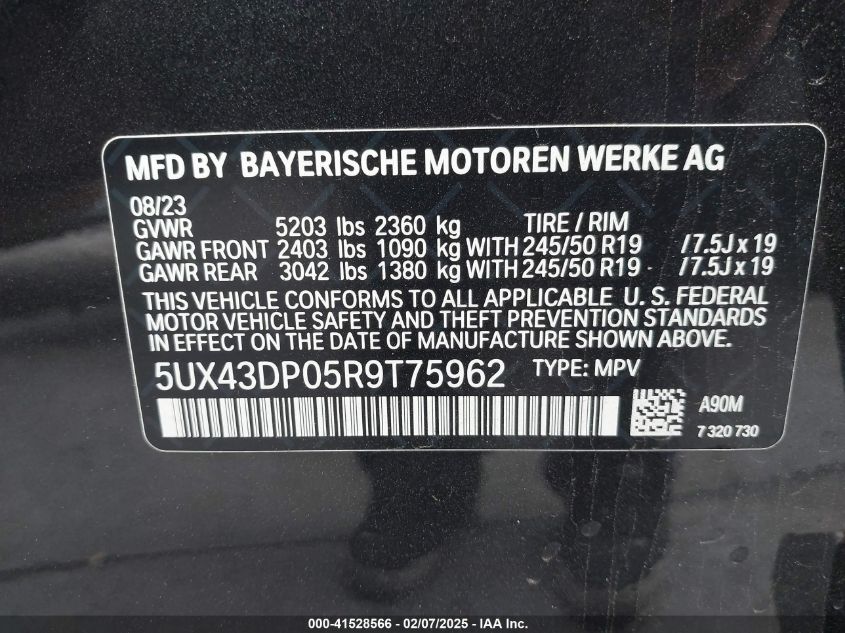 MFD BY BAYERISCHE MOTOREN WERKE AG
08/23
GVWR 5203 lbs 2360 kg TIRE / RIM
GAWR FRONT 2403 lbs 1090 kg WITH 245/50 R19 /7.5J x 19
GAWR REAR 3042 lbs 1380 kg WITH 245/50 R19 /7.5J x 19
THIS VEHICLE CONFORMS TO ALL APPLICABLE U. S. FEDERAL
MOTOR VEHICLE SAFETY AND THEFT PREVENTION STANDARDS
IN EFFECT ON THE DATE OF MANUFACTURE SHOWN ABOVE.
5UX43DP05R9T75962 TYPE: MPV
A90M
7 320 730
000-41528566 - 02/07/2025 - IAA Inc.